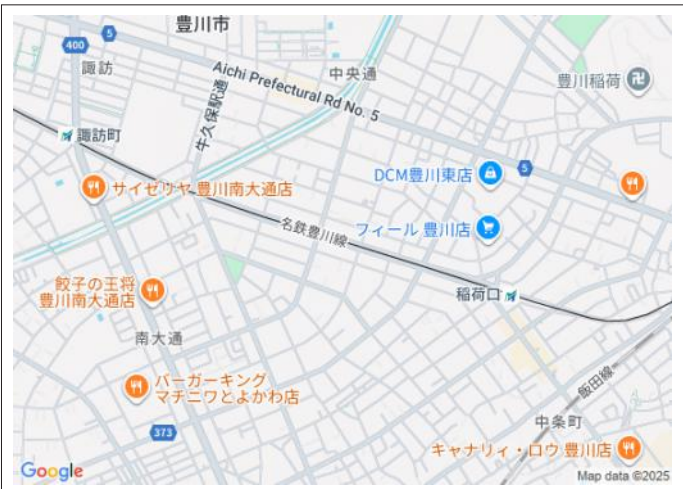 豊川市
5
400
諏訪
中央通
Aichi Prefectural Rd No. 5
豊川稲荷
卍
牛久保駅通
諏訪町
DCM豊川東店
5
サイゼリヤ 豊川南大通店
名鉄豊川線
フィール 豊川店
餃子の王将
豊川南大通店
稲荷口
南大通
バーガーキング
マチニワとよかわ店
飯田線
373
中条町
キャナリィ・ロウ 豊川店
Google
Map data ©2025